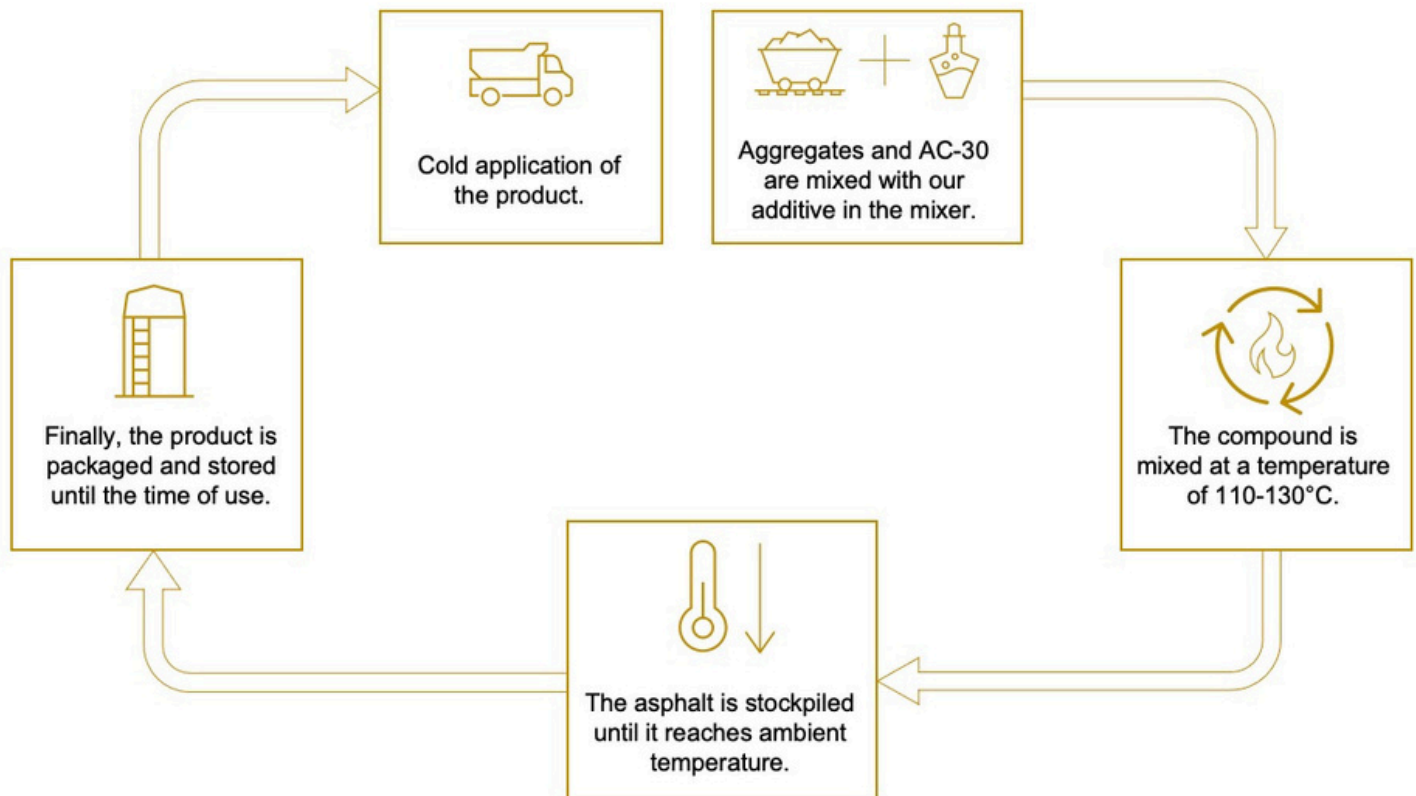 Aggregates and AC-30
are mixed with our
additive in the mixer.
The compound is
mixed at a temperature
of 110-130°C.
The asphalt is stockpiled
until it reaches ambient
temperature.
Finally, the product is
packaged and stored
until the time of use.
Cold application of
the product.